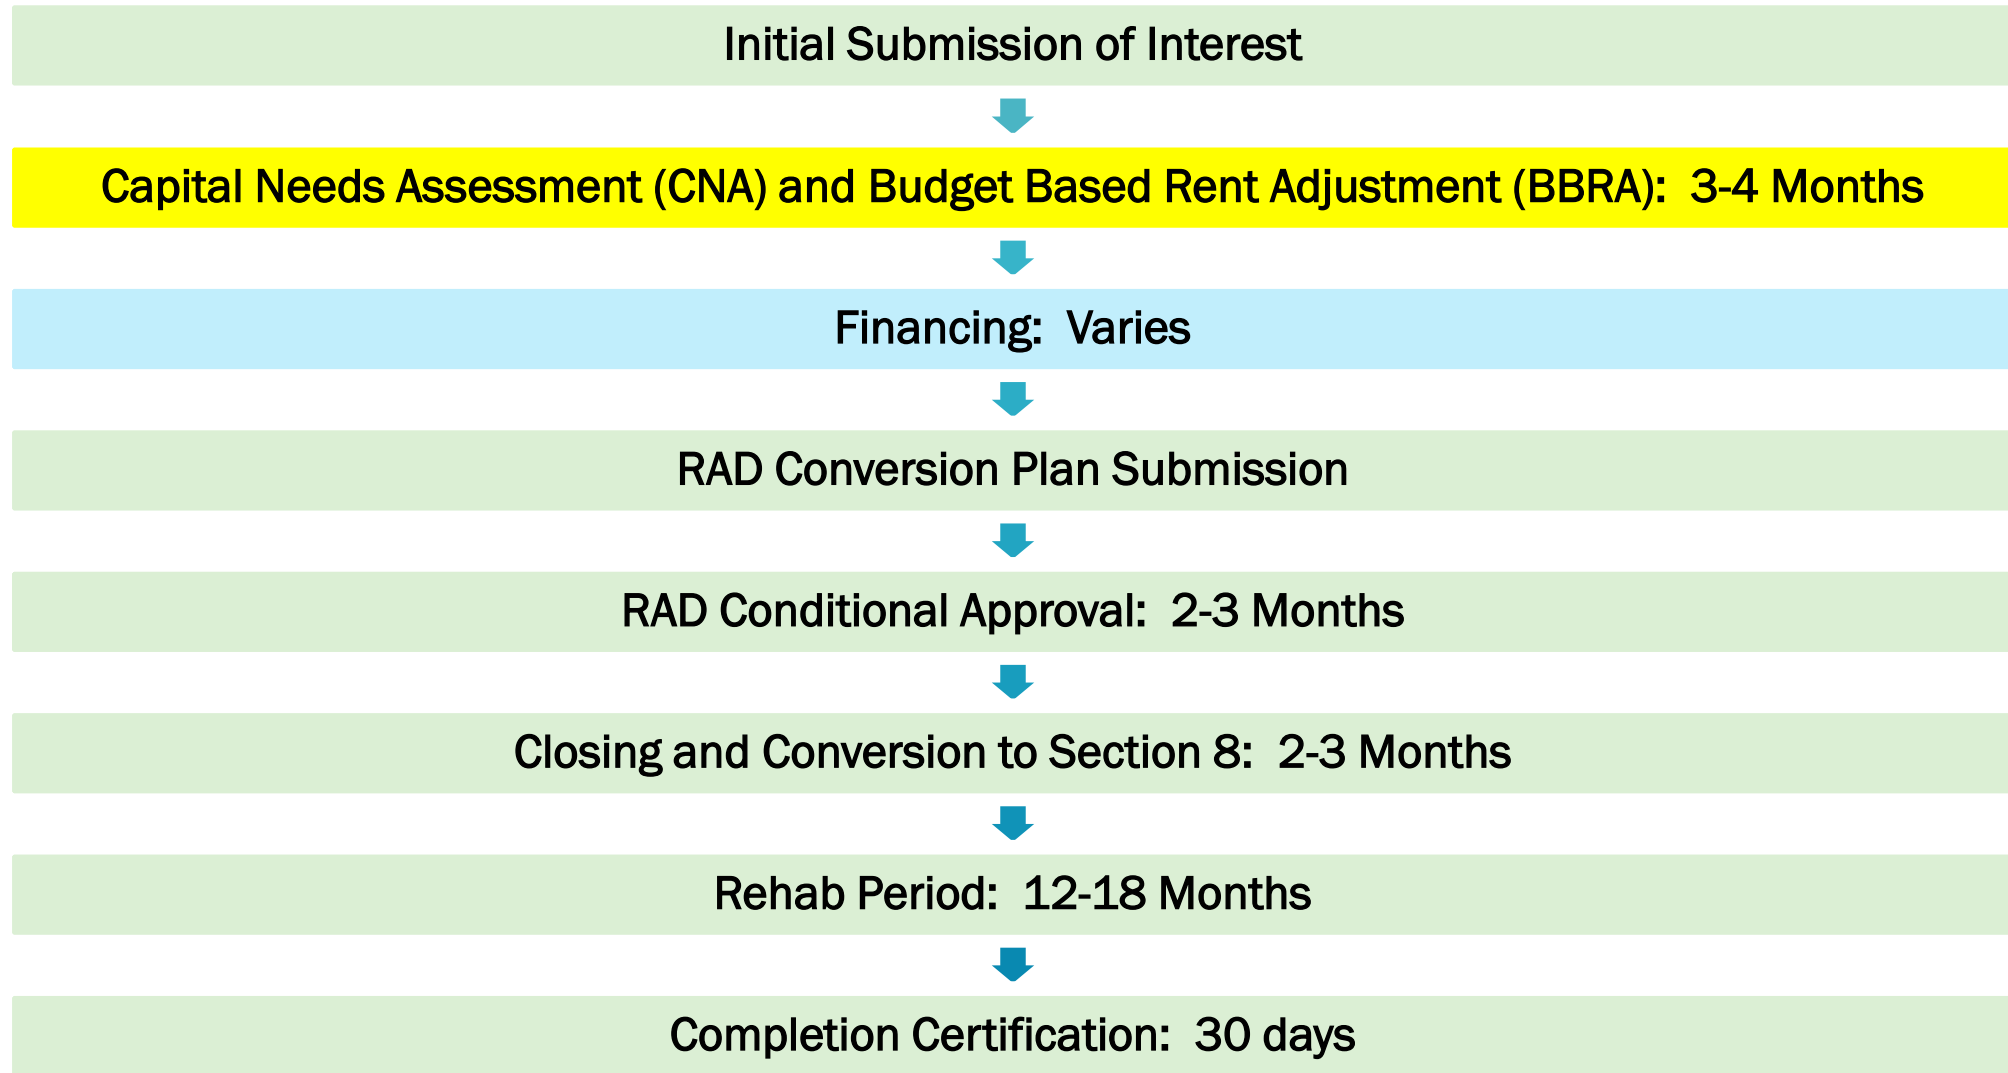 Initial Submission of Interest
Capital Needs Assessment (CNA) and Budget Based Rent Adjustment (BBRA):  3-4 Months
Financing:  Varies
RAD Conversion Plan Submission
RAD Conditional Approval:  2-3 Months
Closing and Conversion to Section 8:  2-3 Months
Rehab Period:  12-18 Months
Completion Certification:  30 days